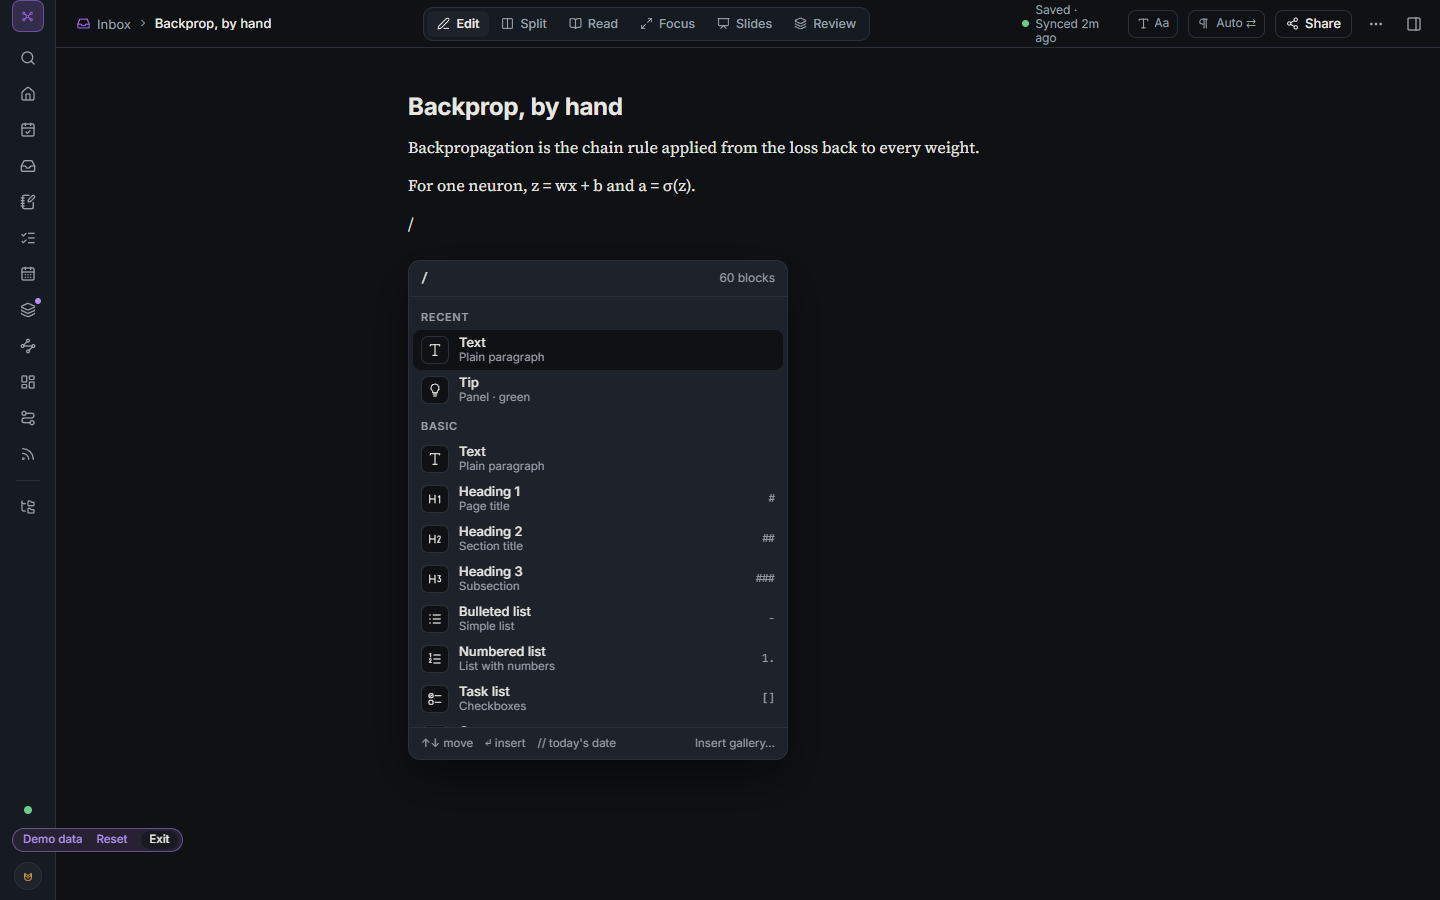 Inbox > Backprop, by hand
Edit
Split
Read
Focus
Slides
Review
Saved ·
Synced 2m
ago
Aa
Auto
Share
Backprop, by hand
Backpropagation is the chain rule applied from the loss back to every weight.
For one neuron, z = wx + b and a = σ(z).
/
/
60 blocks
RECENT
Text
Plain paragraph
Tip
Panel · green
BASIC
Text
Plain paragraph
Heading 1
#
Page title
Heading 2
##
Section title
Heading 3
###
Subsection
Bulleted list
-
Simple list
Numbered list
1.
List with numbers
Task list
[]
Checkboxes
↑↓ move
↵ insert
// today's date
Insert gallery...
Demo data
Reset
Exit